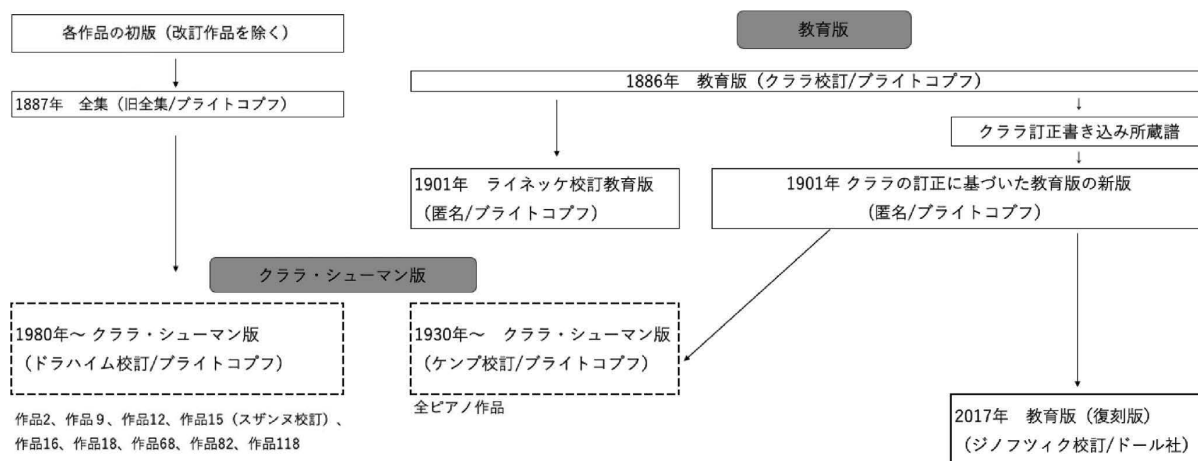 各作品の初版（改訂作品を除く）
↓
1887年　全集（旧全集/ブライトコプフ）
教育版
1886年　教育版（クララ校訂/ブライトコプフ）
↓
クララ訂正書き込み所蔵譜
↓
1901年　ライネッケ校訂教育版
（匿名/ブライトコプフ）
1901年 クララの訂正に基づいた教育版の新版
（匿名/ブライトコプフ）
クララ・シューマン版
1980年～ クララ・シューマン版
（ドラハイム校訂/ブライトコプフ）
作品2、作品９、作品12、作品15（スザンヌ校訂）、
作品16、作品18、作品68、作品82、作品118
1930年～　クララ・シューマン版
（ケンプ校訂/ブライトコプフ）
全ピアノ作品
2017年　教育版（復刻版）
（ジノフツィク校訂/ドール社）